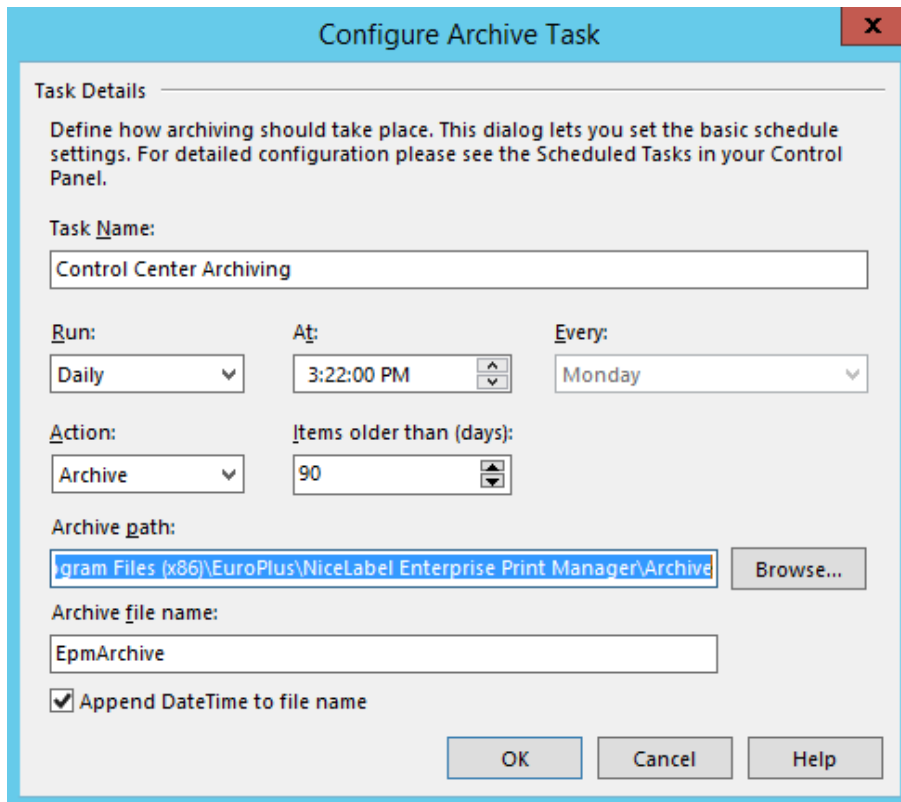 Configure Archive Task
x
Task Details
Define how archiving should take place. This dialog lets you set the basic schedule
settings. For detailed configuration please see the Scheduled Tasks in your Control
Panel.
Task Name:
Control Center Archiving
Run: At: Every:
Daily 3:22:00 PM Monday
Action: Items older than (days):
Archive 90
Archive path:
ogram Files (x86)\EuroPlus\NiceLabel Enterprise Print Manager\Archive Browse...
Archive file name:
EpmArchive
Append DateTime to file name
OK Cancel Help